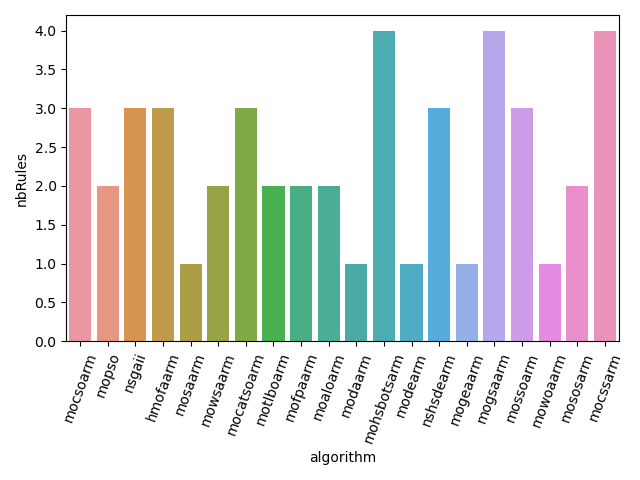 4.0
3.5
3.0
2.5
2.0
1.5
1.0
0.5
0.0
nbRules
mocsoarm
mopso
nsgaii
hmofaarm
mosaarm
mowsaarm
mocatsoarm
motlboarm
mofpaarm
moaloarm
modaarm
mohsbotsarm
modearm
nshsdearm
mogeaarm
mogsaarm
mossoarm
mowoaarm
mososarm
mocssarm
algorithm